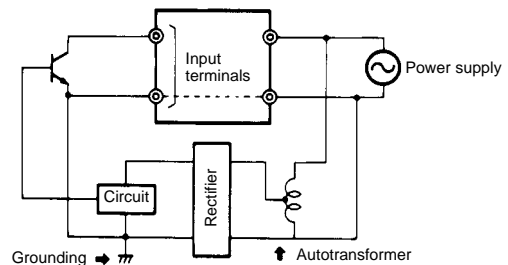 Input
terminals
Power supply
Circuit
Rectifier
Grounding
Autotransformer